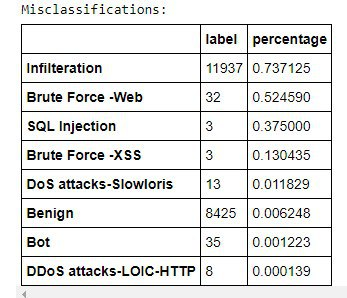 Misclassifications:
label percentage
Infilteration 11937 0.737125
Brute Force -Web 32 0.524590
SQL Injection 3 0.375000
Brute Force -XSS 3 0.130435
DoS attacks-Slowloris 13 0.011829
Benign 8425 0.006248
Bot 35 0.001223
DDoS attacks-LOIC-HTTP 8 0.000139